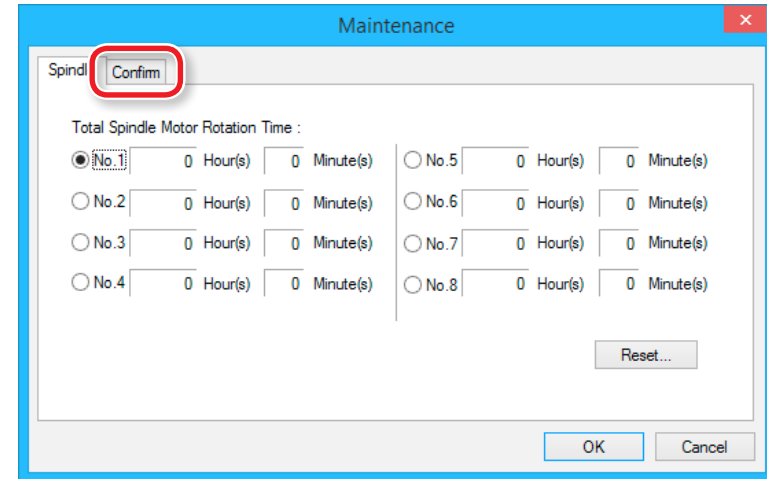 Maintenance
Spindl Confirm
Total Spindle Motor Rotation Time :
No.1 0 Hour(s) 0 Minute(s) No.5 0 Hour(s) 0 Minute(s)
No.2 0 Hour(s) 0 Minute(s) No.6 0 Hour(s) 0 Minute(s)
No.3 0 Hour(s) 0 Minute(s) No.7 0 Hour(s) 0 Minute(s)
No.4 0 Hour(s) 0 Minute(s) No.8 0 Hour(s) 0 Minute(s)
Reset...
OK Cancel